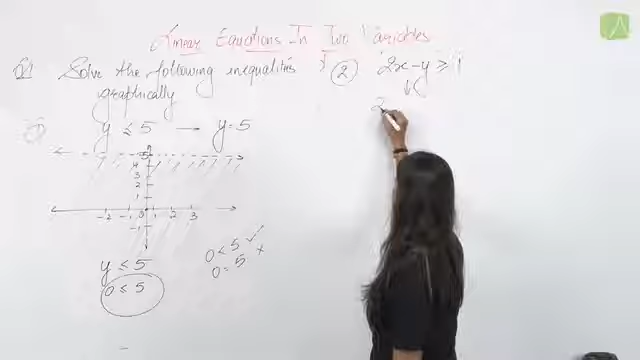 Linear Equations In Two Variables
Q1 Solve the following inequalities
graphically
① y ≤ 5 → y = 5
5
4
3
2
1
-2 -1 0 1 2 3
-1
y ≤ 5
0 ≤ 5
0 < 5 ✓
0 = 5 ×
② 2x - y ≥ 1
↓
2